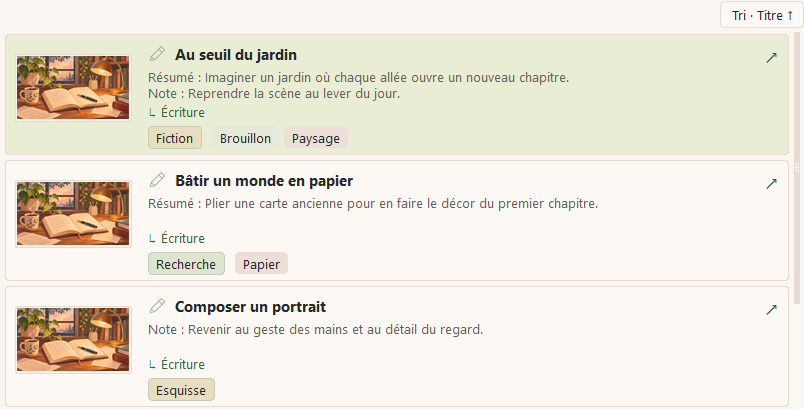 Tri · Titre ↑
Au seuil du jardin
Résumé : Imaginer un jardin où chaque allée ouvre un nouveau chapitre.
Note : Reprendre la scène au lever du jour.
↳ Écriture
Fiction Brouillon Paysage
Bâtir un monde en papier
Résumé : Plier une carte ancienne pour en faire le décor du premier chapitre.
↳ Écriture
Recherche Papier
Composer un portrait
Note : Revenir au geste des mains et au détail du regard.
↳ Écriture
Esquisse